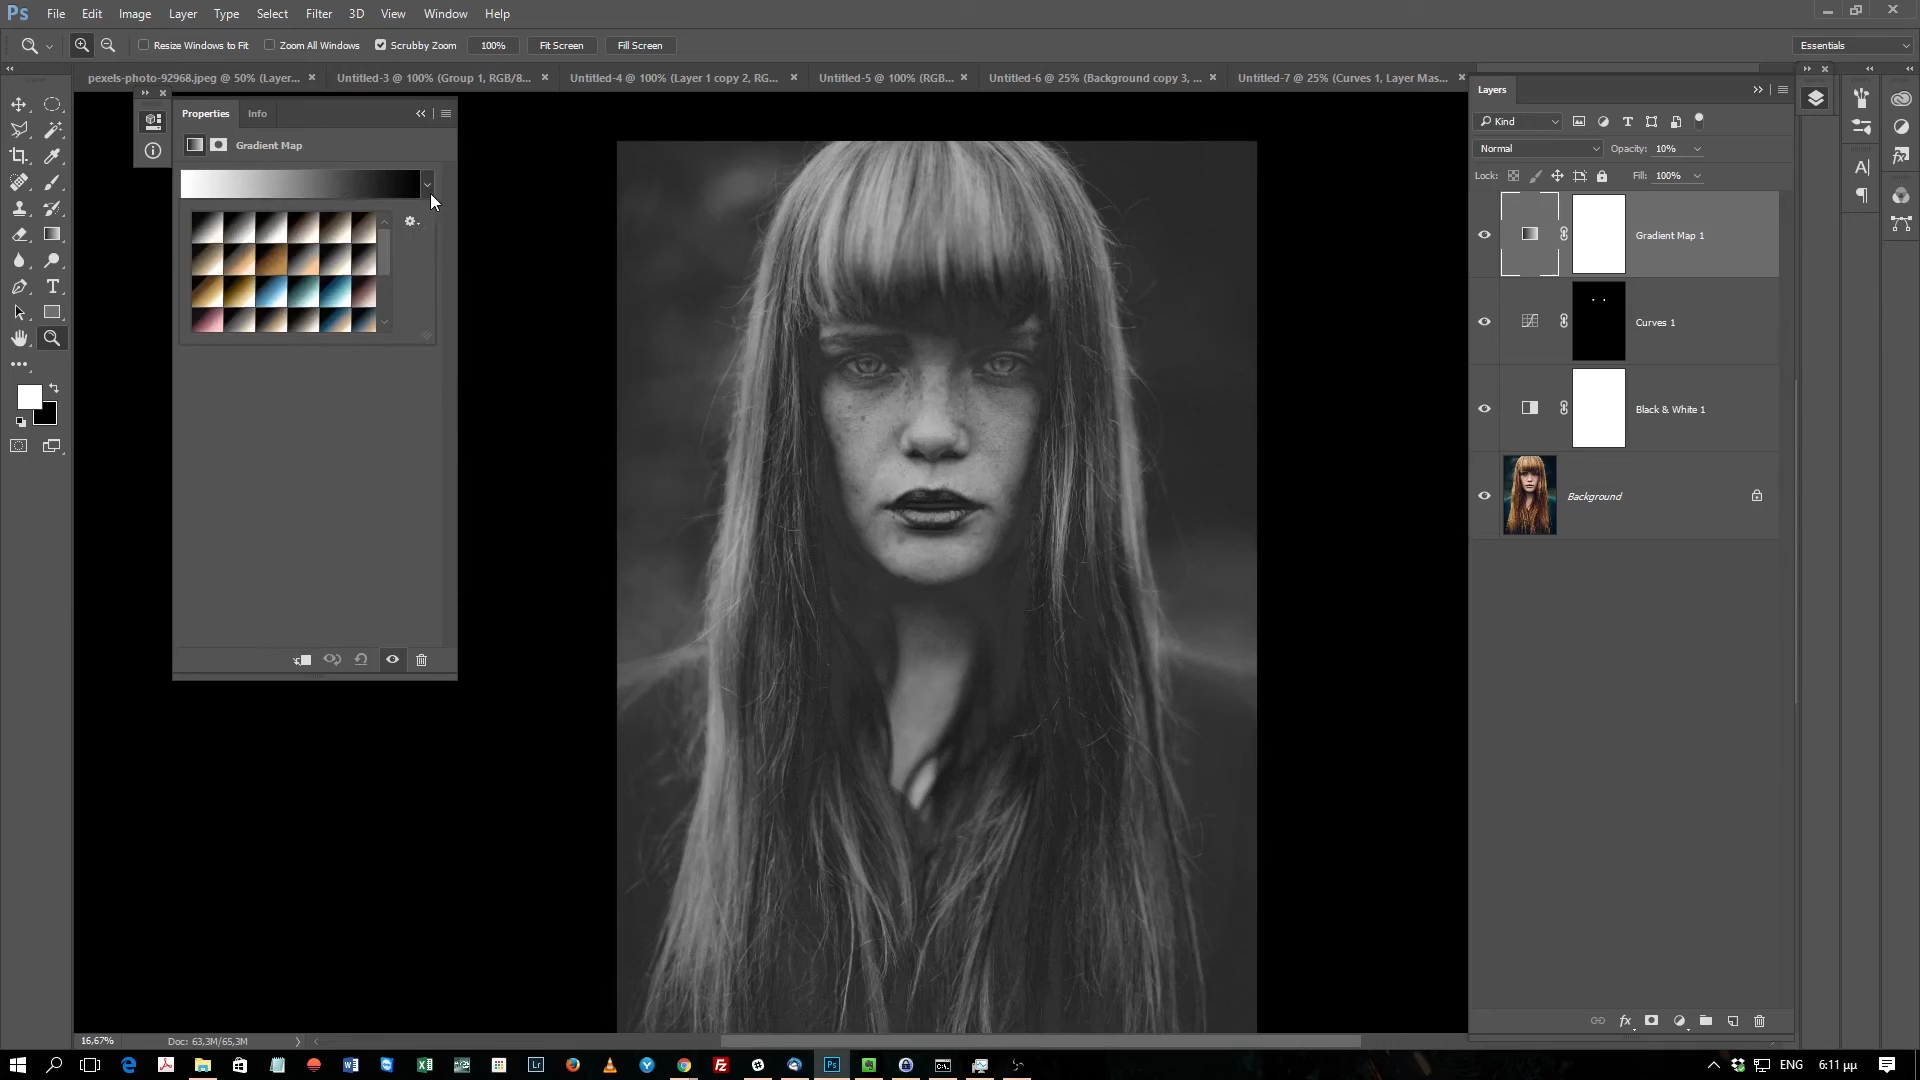 Ps File Edit Image Layer Type Select Filter 3D View Window Help
Resize Windows to Fit Zoom All Windows Scrubby Zoom 100% Fit Screen Fill Screen Essentials
pexels-photo-92968.jpeg @ 50% (Layer... × Untitled-3 @ 100% (Group 1, RGB/8... × Untitled-4 @ 100% (Layer 1 copy 2, RG... × Untitled-5 @ 100% (RGB... × Untitled-6 @ 25% (Background copy 3, ... × Untitled-7 @ 25% (Curves 1, Layer Mas... ×
Properties Info
Gradient Map
Layers
Kind
Normal Opacity: 10%
Lock: Fill: 100%
Gradient Map 1
Curves 1
Black & White 1
Background
16,67% Doc: 63,3M/65,3M
ENG 6:11 μμ